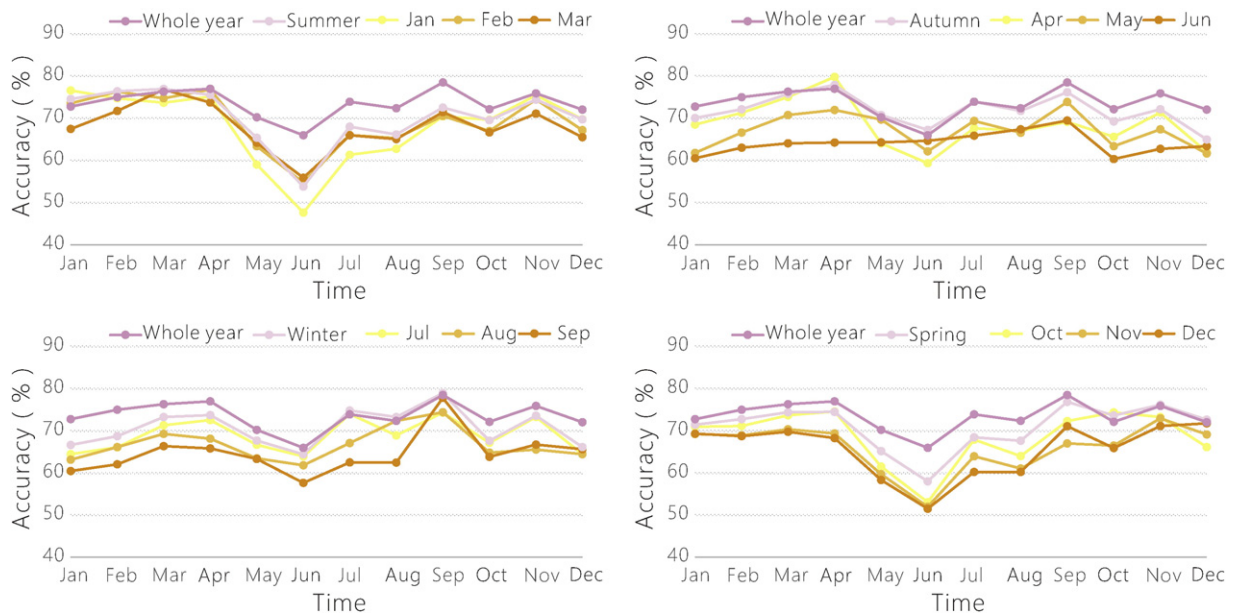 Whole year Summer Jan Feb Mar
90
80
70
60
50
40
Accuracy ( % )
Jan Feb Mar Apr May Jun Jul Aug Sep Oct Nov Dec
Time
Whole year Autumn Apr May Jun
90
80
70
60
50
40
Accuracy ( % )
Jan Feb Mar Apr May Jun Jul Aug Sep Oct Nov Dec
Time
Whole year Winter Jul Aug Sep
90
80
70
60
50
40
Accuracy ( % )
Jan Feb Mar Apr May Jun Jul Aug Sep Oct Nov Dec
Time
Whole year Spring Oct Nov Dec
90
80
70
60
50
40
Accuracy ( % )
Jan Feb Mar Apr May Jun Jul Aug Sep Oct Nov Dec
Time